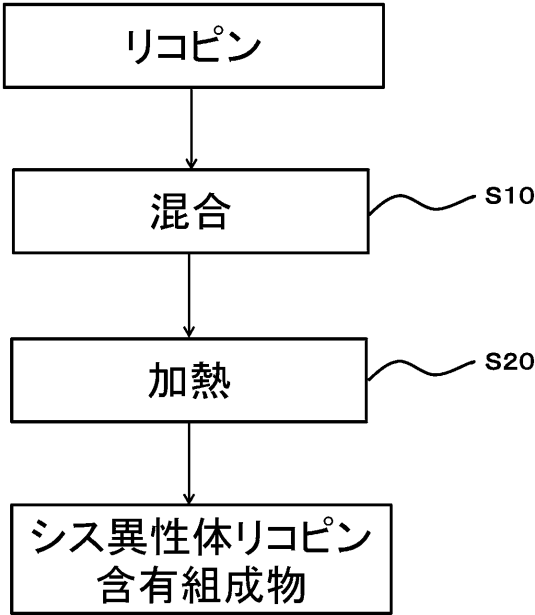 リコピン
混合
S10
加熱
S20
シス異性体リコピン
含有組成物